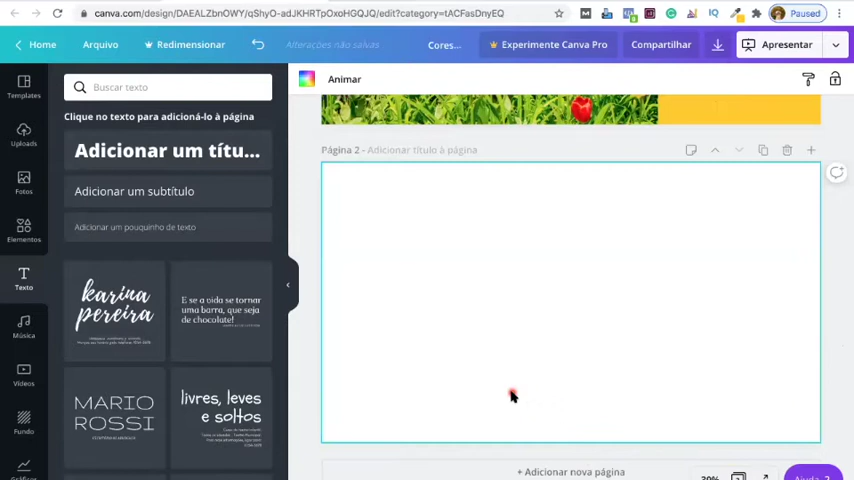 canva.com/design/DAEALZbnOWY/qShyO-adJKHRTpOxoHGQJQ/edit?category=tACFasDnyEQ
Paused
Home
Arquivo
Redimensionar
Alterações não salvas
Cores...
Experimente Canva Pro
Compartilhar
Apresentar
Templates
Uploads
Fotos
Elementos
Texto
Música
Vídeos
Fundo
Gráficos
Buscar texto
Clique no texto para adicioná-lo à página
Adicionar um títu...
Adicionar um subtítulo
Adicionar um pouquinho de texto
karina
pereira
E se a vida se tornar
uma barra, que seja
de chocolate!
MARIO
ROSSI
livres, leves
e soltos
Animar
Página 2 - Adicionar título à página
+ Adicionar nova página
39%
Ajuda ?